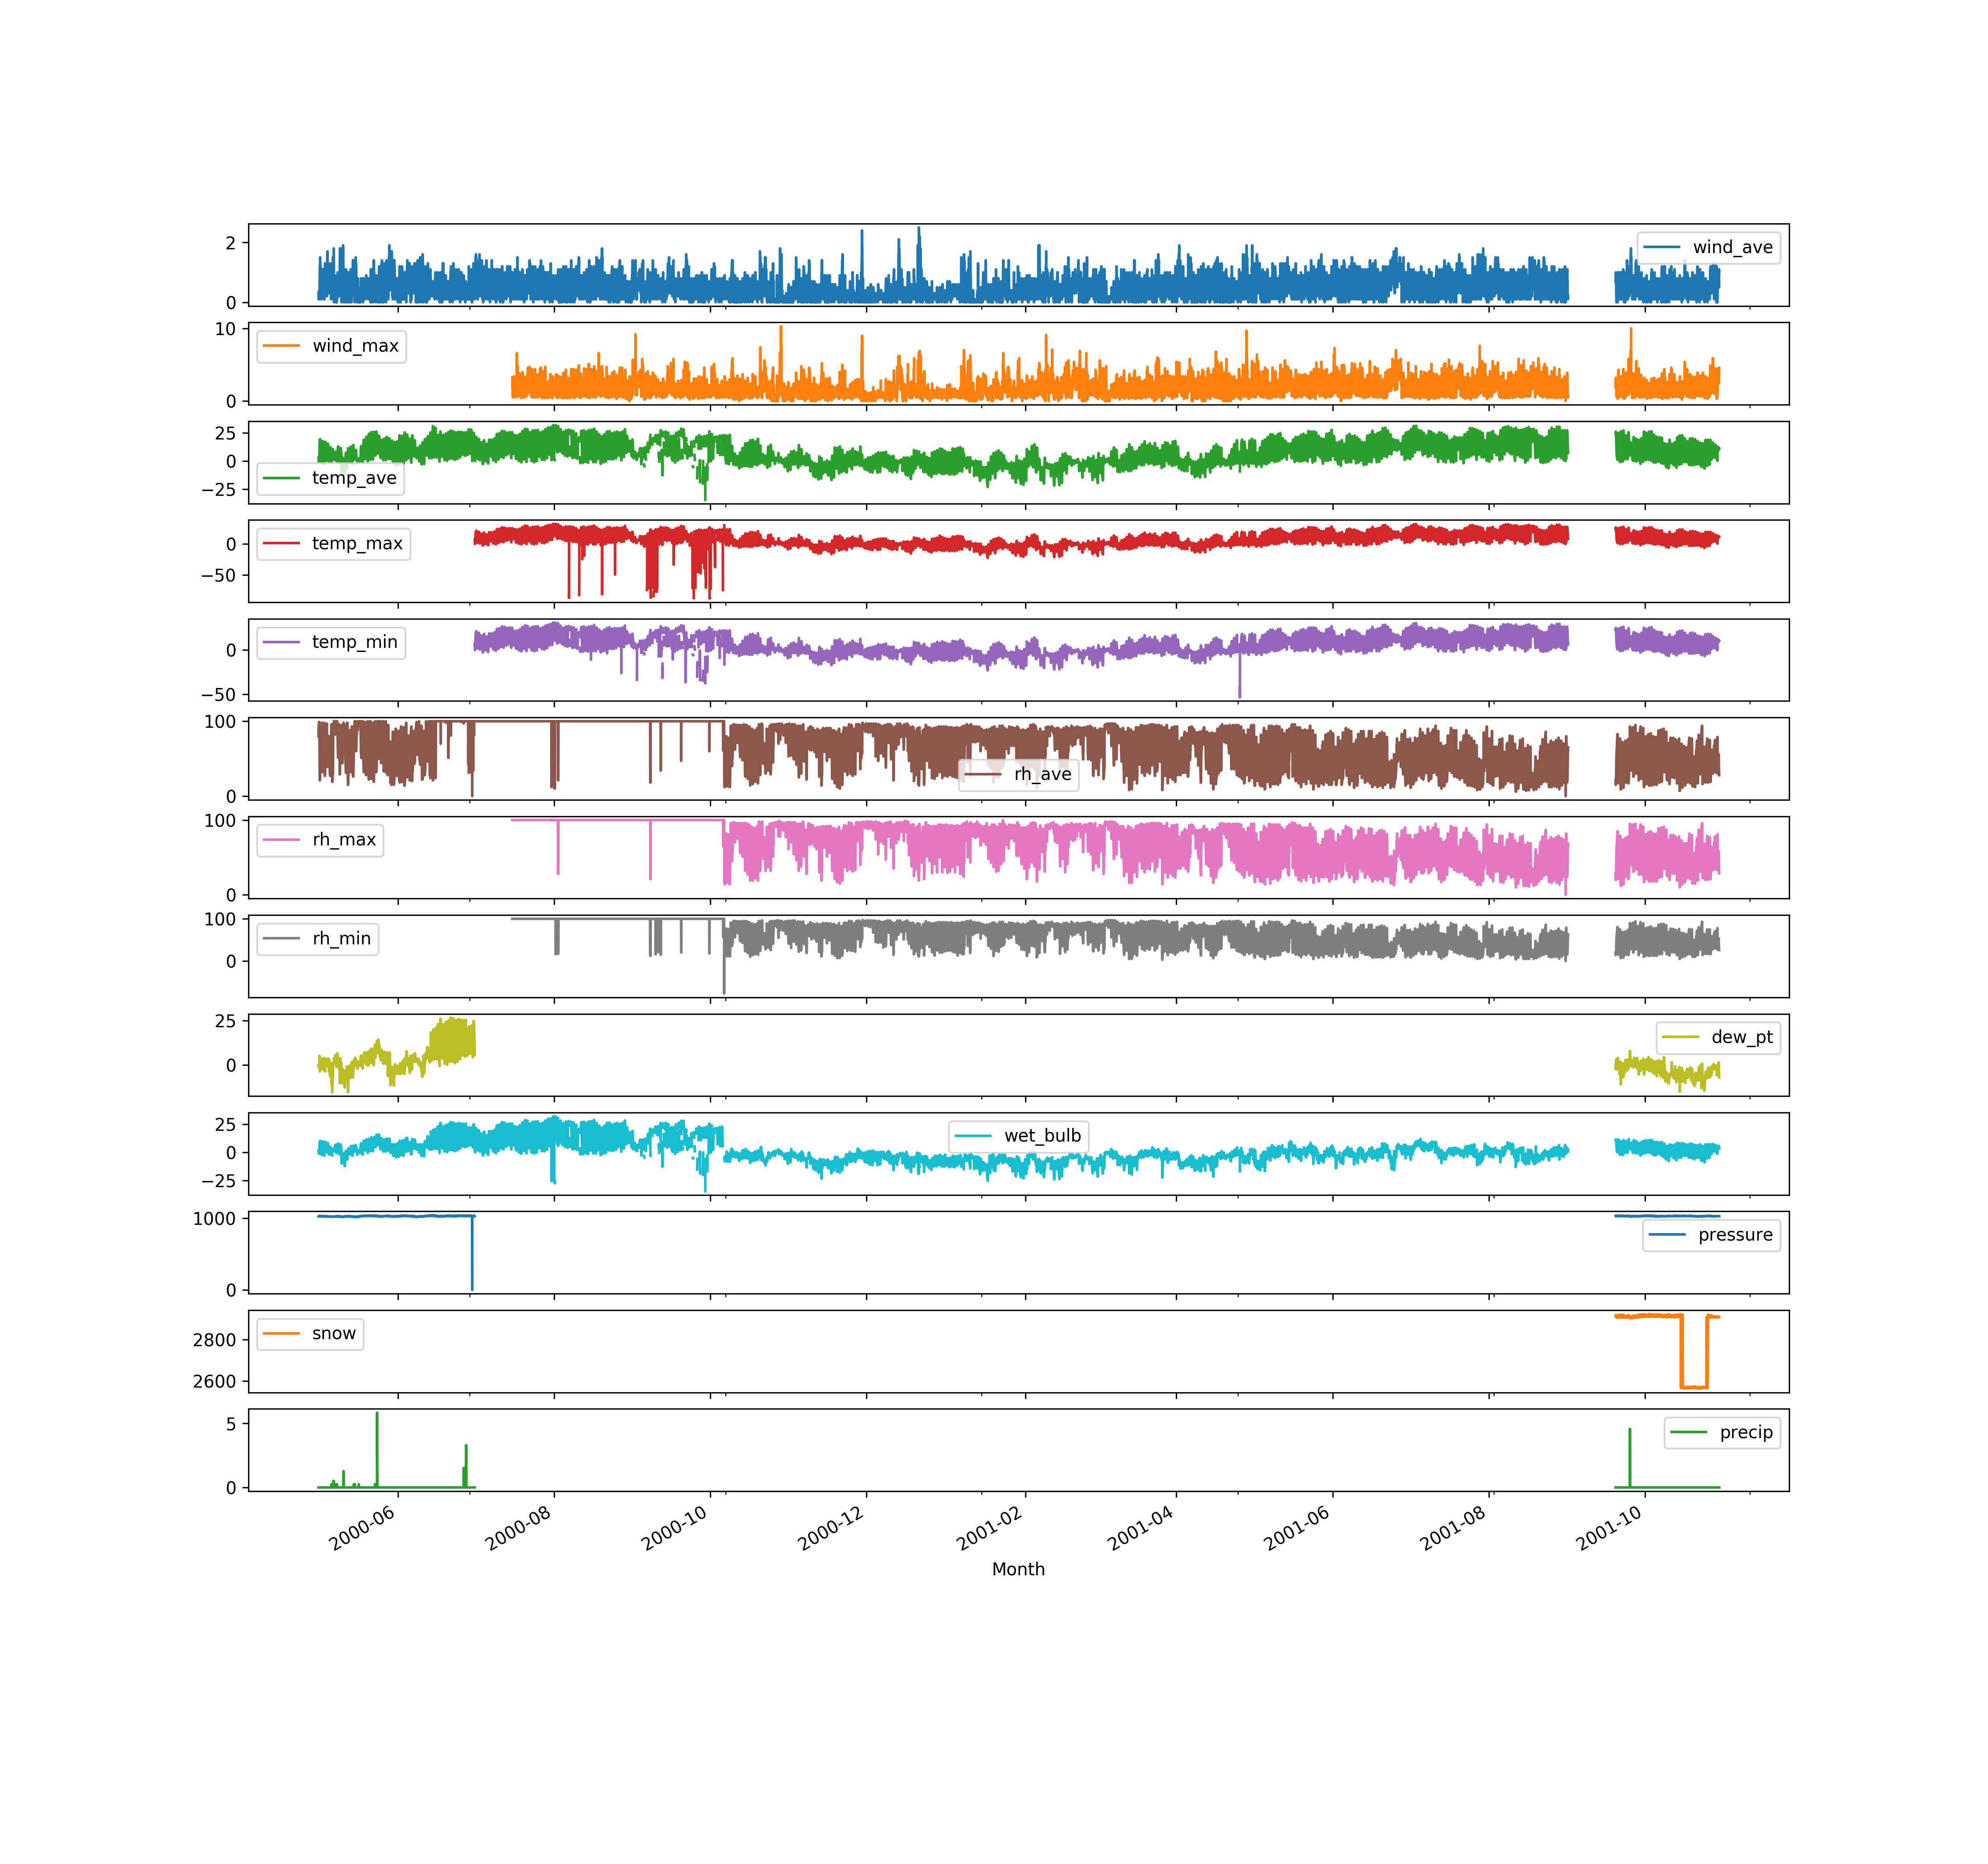 2
0
wind_ave
10
0
wind_max
25
0
−25
temp_ave
0
−50
temp_max
0
−50
temp_min
100
0
rh_ave
100
0
rh_max
100
0
rh_min
25
0
dew_pt
25
0
−25
wet_bulb
1000
0
pressure
2800
2600
snow
5
0
precip
2000-06 2000-08 2000-10 2000-12 2001-02 2001-04 2001-06 2001-08 2001-10
Month